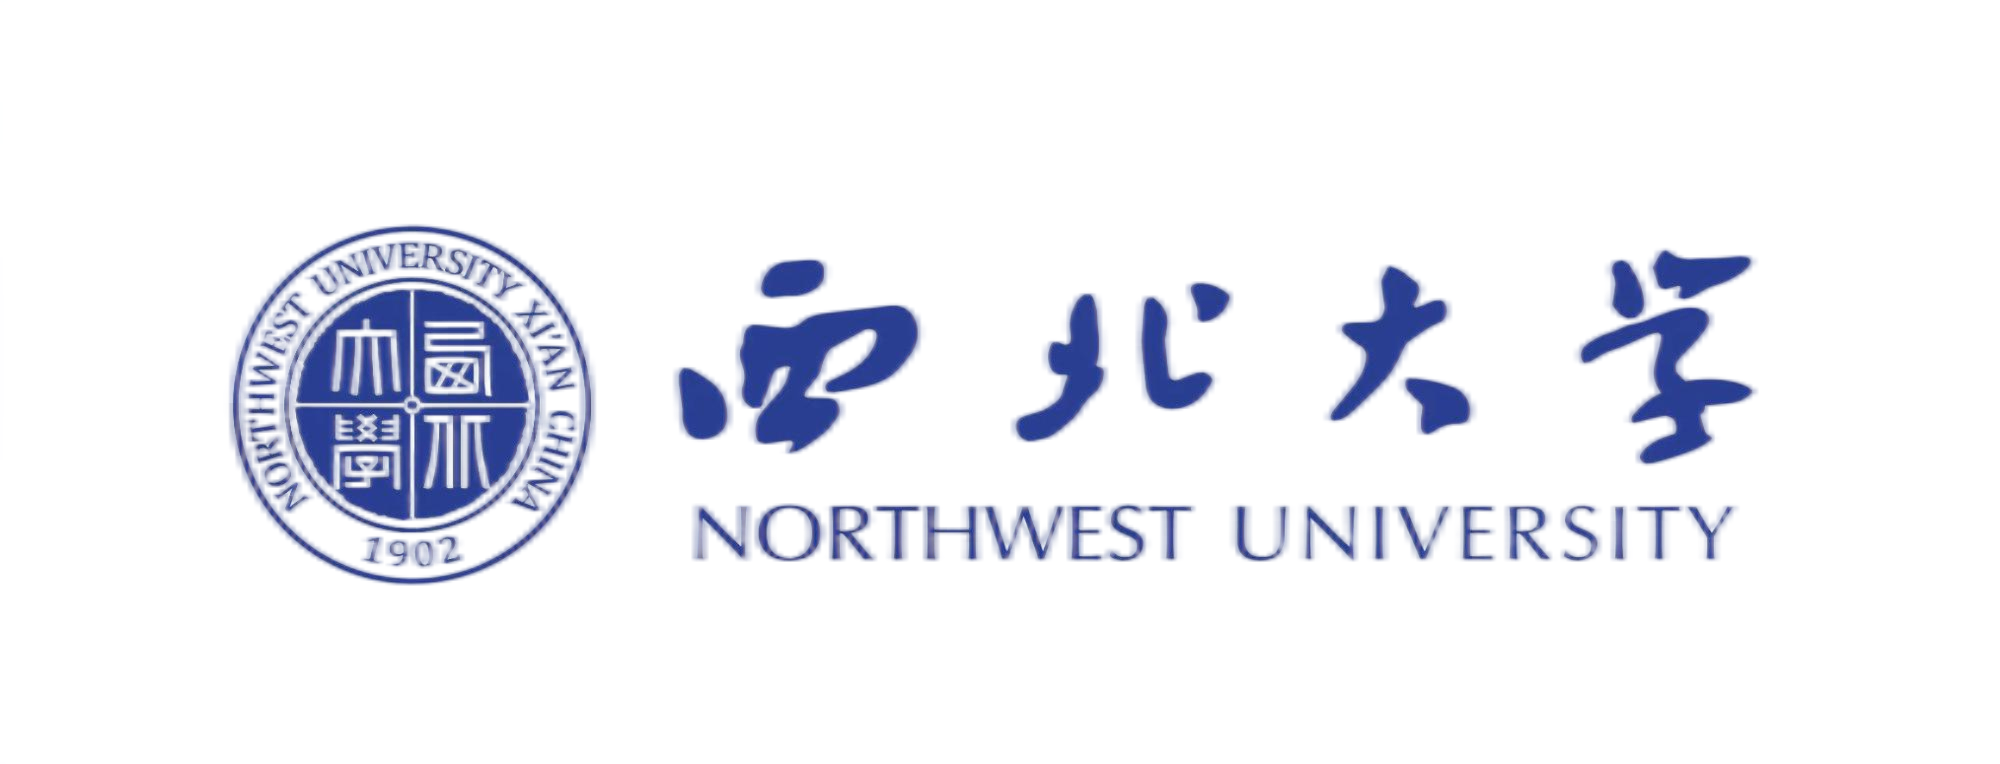 NORTHWEST UNIVERSITY XI'AN CHINA
西北大學
1902
西北大学
NORTHWEST UNIVERSITY